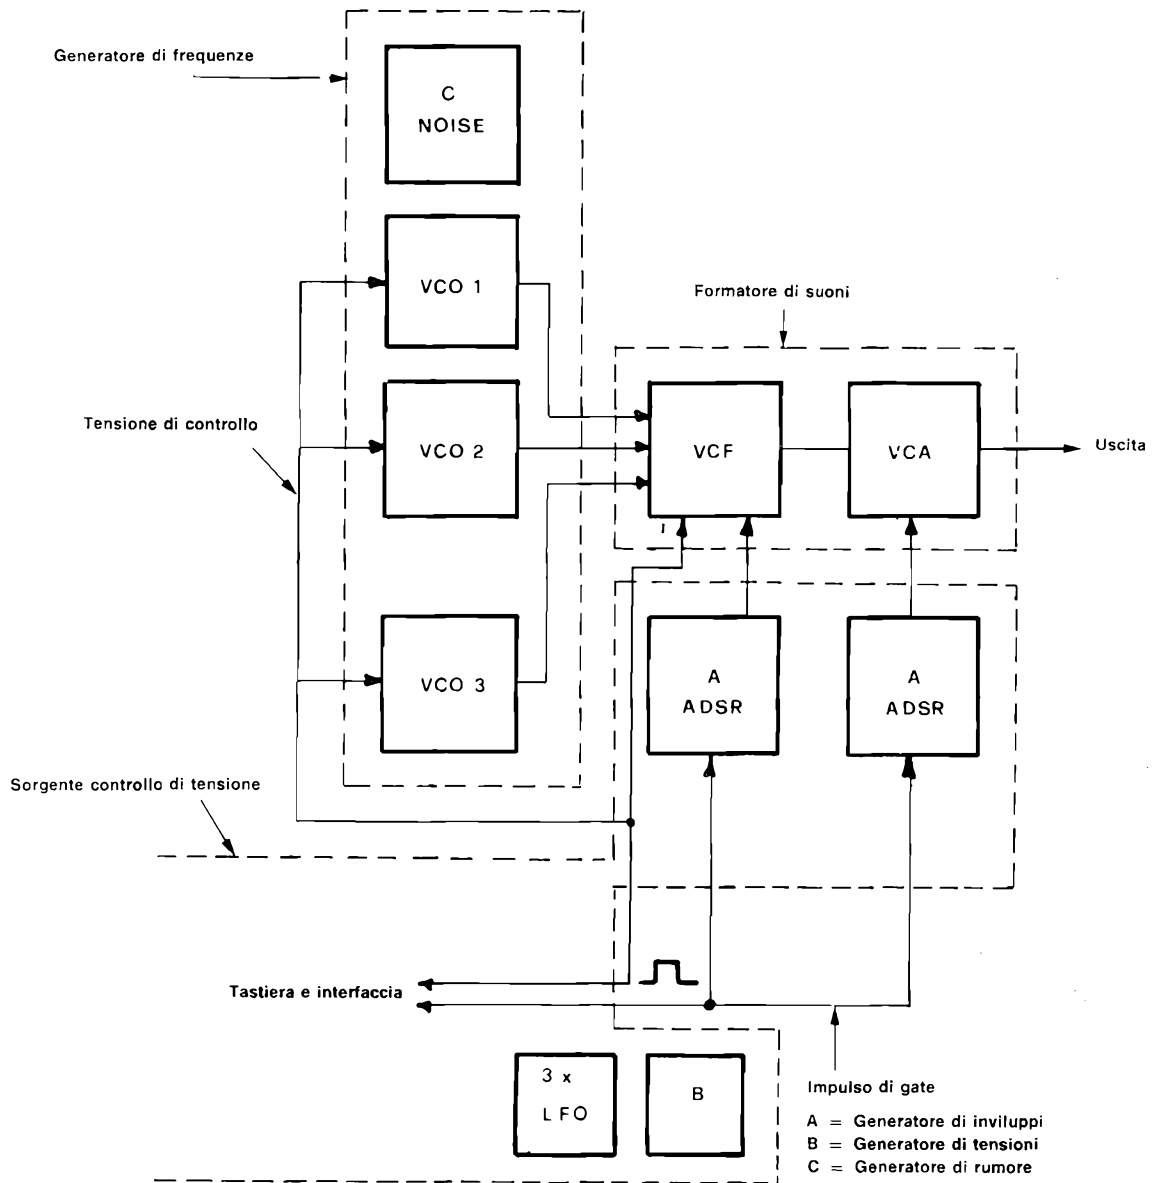 Generatore di frequenze
C
NOISE
VCO 1
Formatore di suoni
Tensione di controllo
VCO 2
VCF
VCA
Uscita
VCO 3
A
ADSR
A
ADSR
Sorgente controllo di tensione
Tastiera e interfaccia
3 x
LFO
B
Impulso di gate
A = Generatore di inviluppi
B = Generatore di tensioni
C = Generatore di rumore